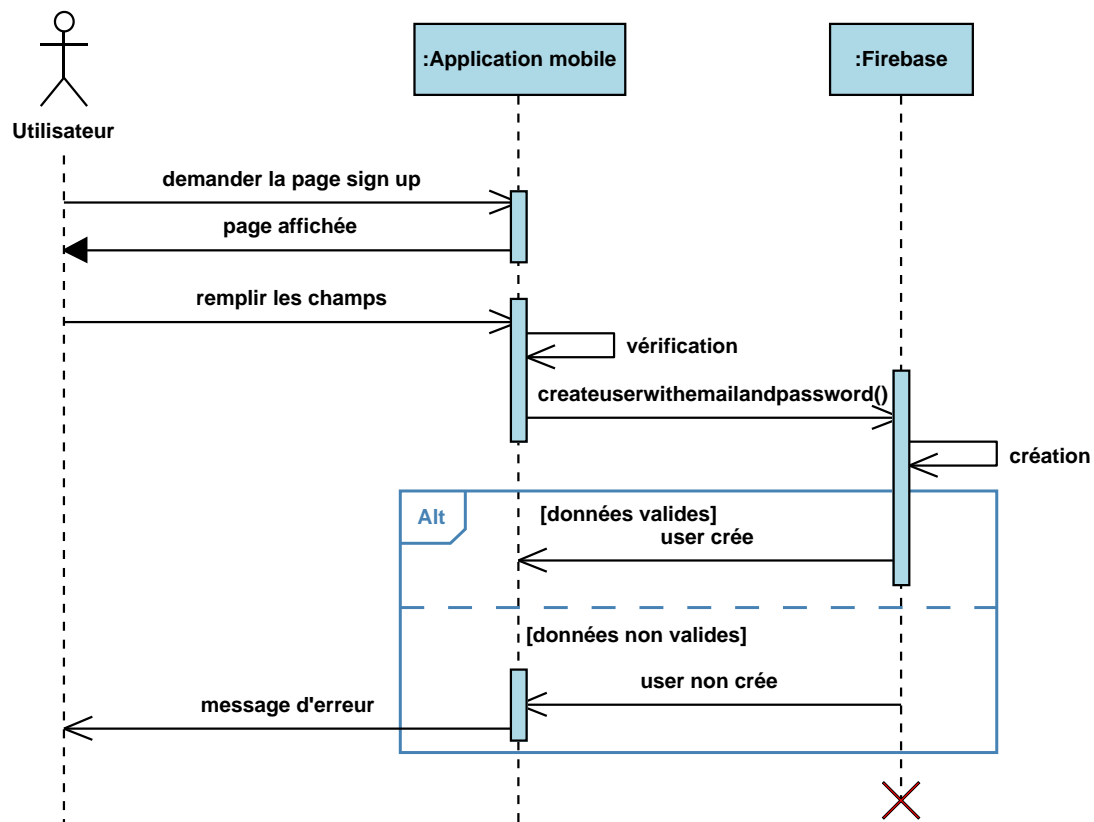 :Application mobile
:Firebase
Utilisateur
demander la page sign up
page affichée
remplir les champs
vérification
createuserwithemailandpassword()
création
Alt
[données valides]
user crée
[données non valides]
user non crée
message d'erreur